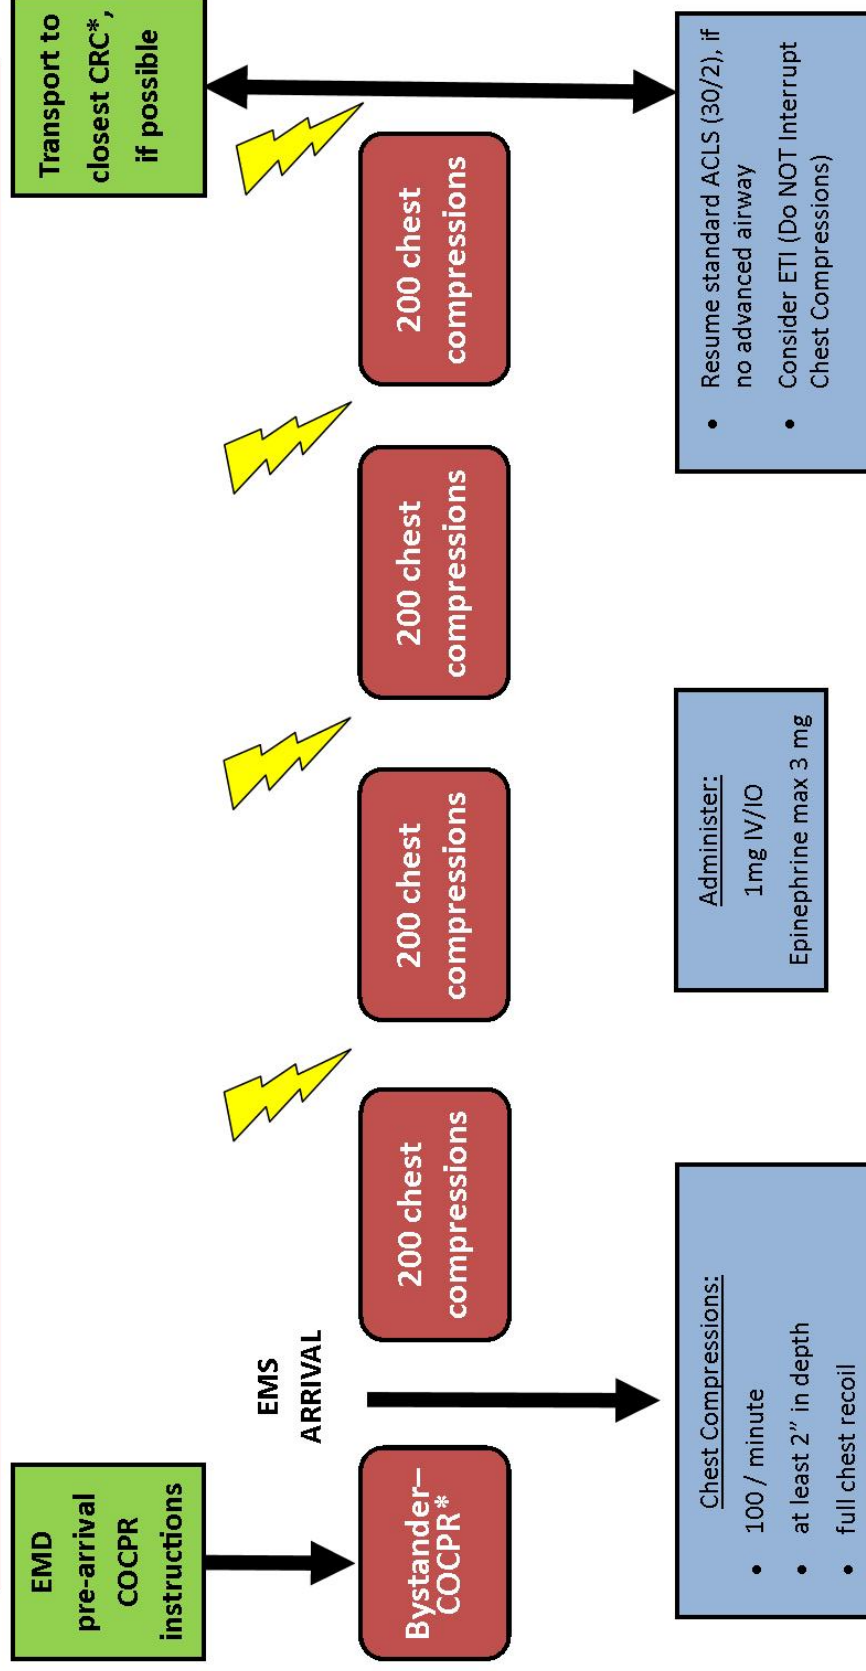 EMD
pre-arrival
COCPR
instructions
Transport to
closest CRC*,
if possible
EMS
ARRIVAL
Bystander–
COCPR*
200 chest
compressions
200 chest
compressions
200 chest
compressions
200 chest
compressions
Chest Compressions:
• 100 / minute
• at least 2” in depth
• full chest recoil
Administer:
1mg IV/IO
Epinephrine max 3 mg
• Resume standard ACLS (30/2), if
no advanced airway
• Consider ETI (Do NOT Interrupt
Chest Compressions)